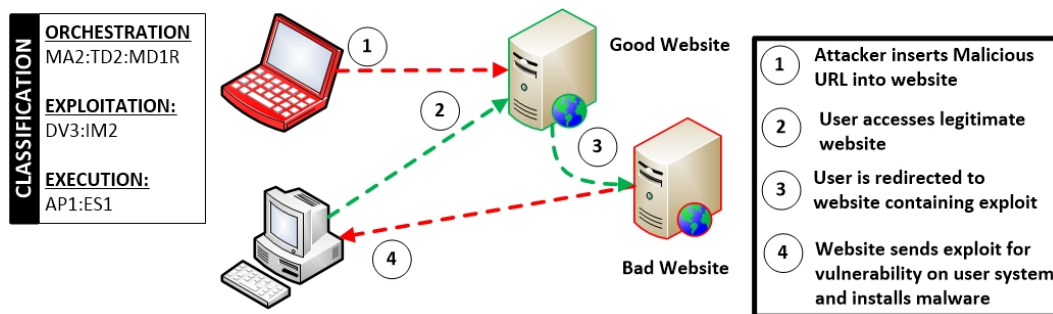 CLASSIFICATION
ORCHESTRATION
MA2:TD2:MD1R
EXPLOITATION:
DV3:IM2
EXECUTION:
AP1:ES1
1
Good Website
2
3
4
Bad Website
1
Attacker inserts Malicious
URL into website
2
User accesses legitimate
website
3
User is redirected to
website containing exploit
4
Website sends exploit for
vulnerability on user system
and installs malware